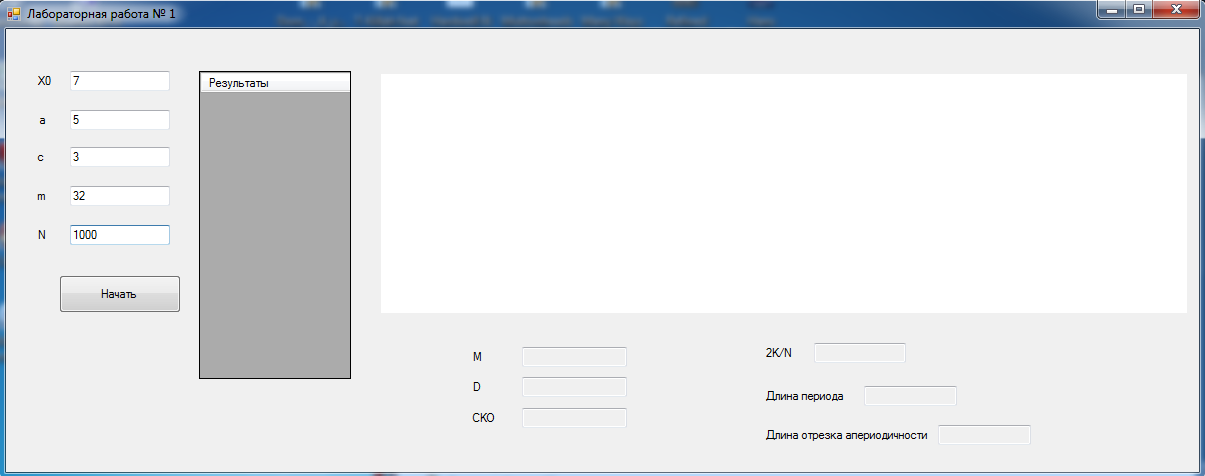 Лабораторная работа № 1
X0 7
a 5
c 3
m 32
N 1000
Начать
Результаты
M
D
СКО
2K/N
Длина периода
Длина отрезка апериодичности